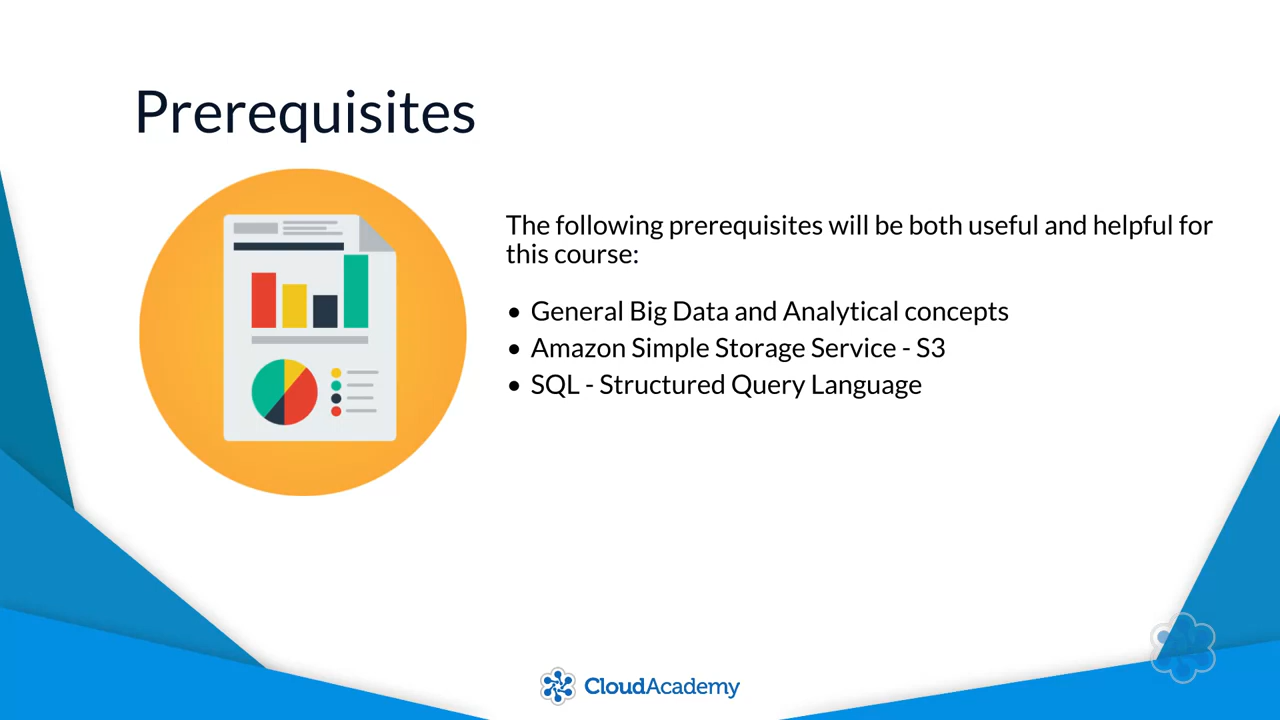 Prerequisites
The following prerequisites will be both useful and helpful for
this course:
• General Big Data and Analytical concepts
• Amazon Simple Storage Service - S3
• SQL - Structured Query Language
CloudAcademy